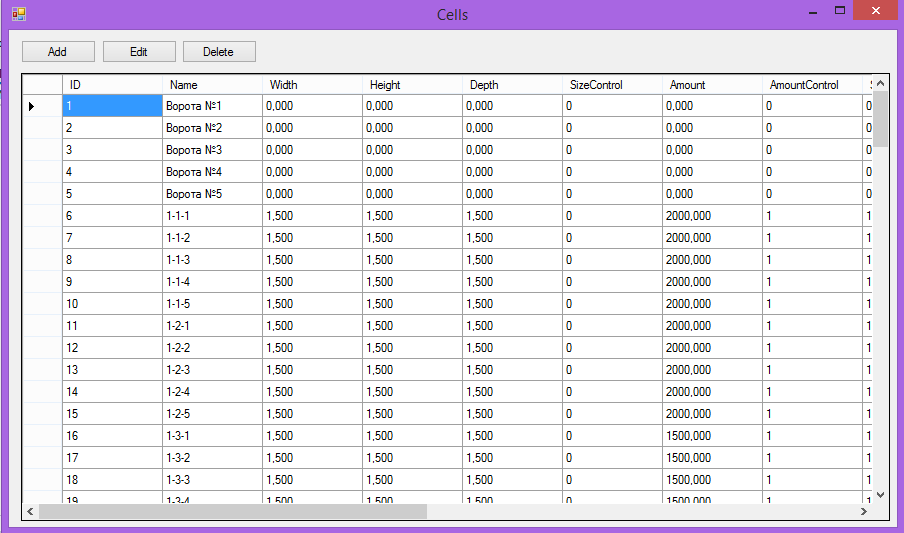 Cells
Add Edit Delete
ID Name Width Height Depth SizeControl Amount AmountControl
1 Ворота №1 0,000 0,000 0,000 0 0,000 0 0
2 Ворота №2 0,000 0,000 0,000 0 0,000 0 0
3 Ворота №3 0,000 0,000 0,000 0 0,000 0 0
4 Ворота №4 0,000 0,000 0,000 0 0,000 0 0
5 Ворота №5 0,000 0,000 0,000 0 0,000 0 0
6 1-1-1 1,500 1,500 1,500 0 2000,000 1 1
7 1-1-2 1,500 1,500 1,500 0 2000,000 1 1
8 1-1-3 1,500 1,500 1,500 0 2000,000 1 1
9 1-1-4 1,500 1,500 1,500 0 2000,000 1 1
10 1-1-5 1,500 1,500 1,500 0 2000,000 1 1
11 1-2-1 1,500 1,500 1,500 0 2000,000 1 1
12 1-2-2 1,500 1,500 1,500 0 2000,000 1 1
13 1-2-3 1,500 1,500 1,500 0 2000,000 1 1
14 1-2-4 1,500 1,500 1,500 0 2000,000 1 1
15 1-2-5 1,500 1,500 1,500 0 2000,000 1 1
16 1-3-1 1,500 1,500 1,500 0 1500,000 1 1
17 1-3-2 1,500 1,500 1,500 0 1500,000 1 1
18 1-3-3 1,500 1,500 1,500 0 1500,000 1 1
19 1-3-4 1,500 1,500 1,500 0 1500,000 1 1